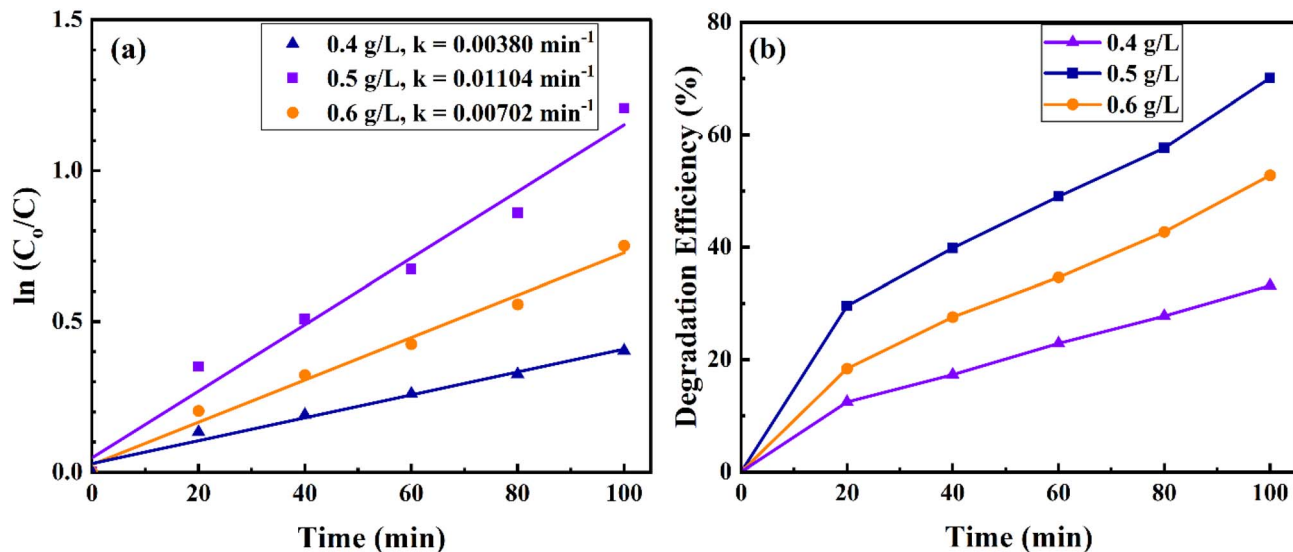 (a)
0.4 g/L, k = 0.00380 min⁻¹
0.5 g/L, k = 0.01104 min⁻¹
0.6 g/L, k = 0.00702 min⁻¹
1.5
1.0
0.5
0.0
ln (C₀/C)
0 20 40 60 80 100
Time (min)
(b)
0.4 g/L
0.5 g/L
0.6 g/L
80
60
40
20
0
Degradation Efficiency (%)
0 20 40 60 80 100
Time (min)